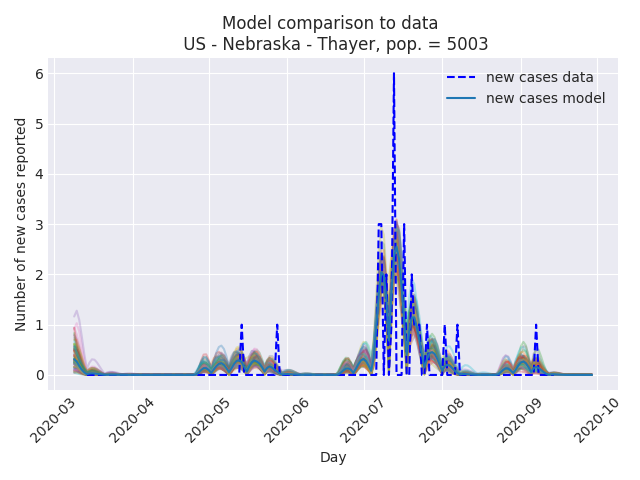 Model comparison to data
US - Nebraska - Thayer, pop. = 5003
new cases data
new cases model
Number of new cases reported
6
5
4
3
2
1
0
2020-03
2020-04
2020-05
2020-06
2020-07
2020-08
2020-09
2020-10
Day